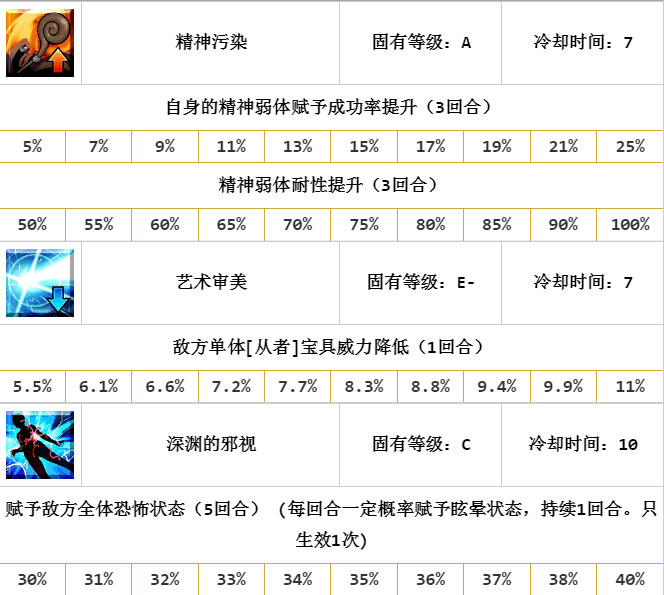 精神污染 固有等级：A 冷却时间：7
自身的精神弱体赋予成功率提升（3回合）
5% 7% 9% 11% 13% 15% 17% 19% 21% 25%
精神弱体耐性提升（3回合）
50% 55% 60% 65% 70% 75% 80% 85% 90% 100%
艺术审美 固有等级：E- 冷却时间：7
敌方单体[从者]宝具威力降低（1回合）
5.5% 6.1% 6.6% 7.2% 7.7% 8.3% 8.8% 9.4% 9.9% 11%
深渊的邪视 固有等级：C 冷却时间：10
赋予敌方全体恐怖状态（5回合）（每回合一定概率赋予眩晕状态，持续1回合。只
生效1次)
30% 31% 32% 33% 34% 35% 36% 37% 38% 40%